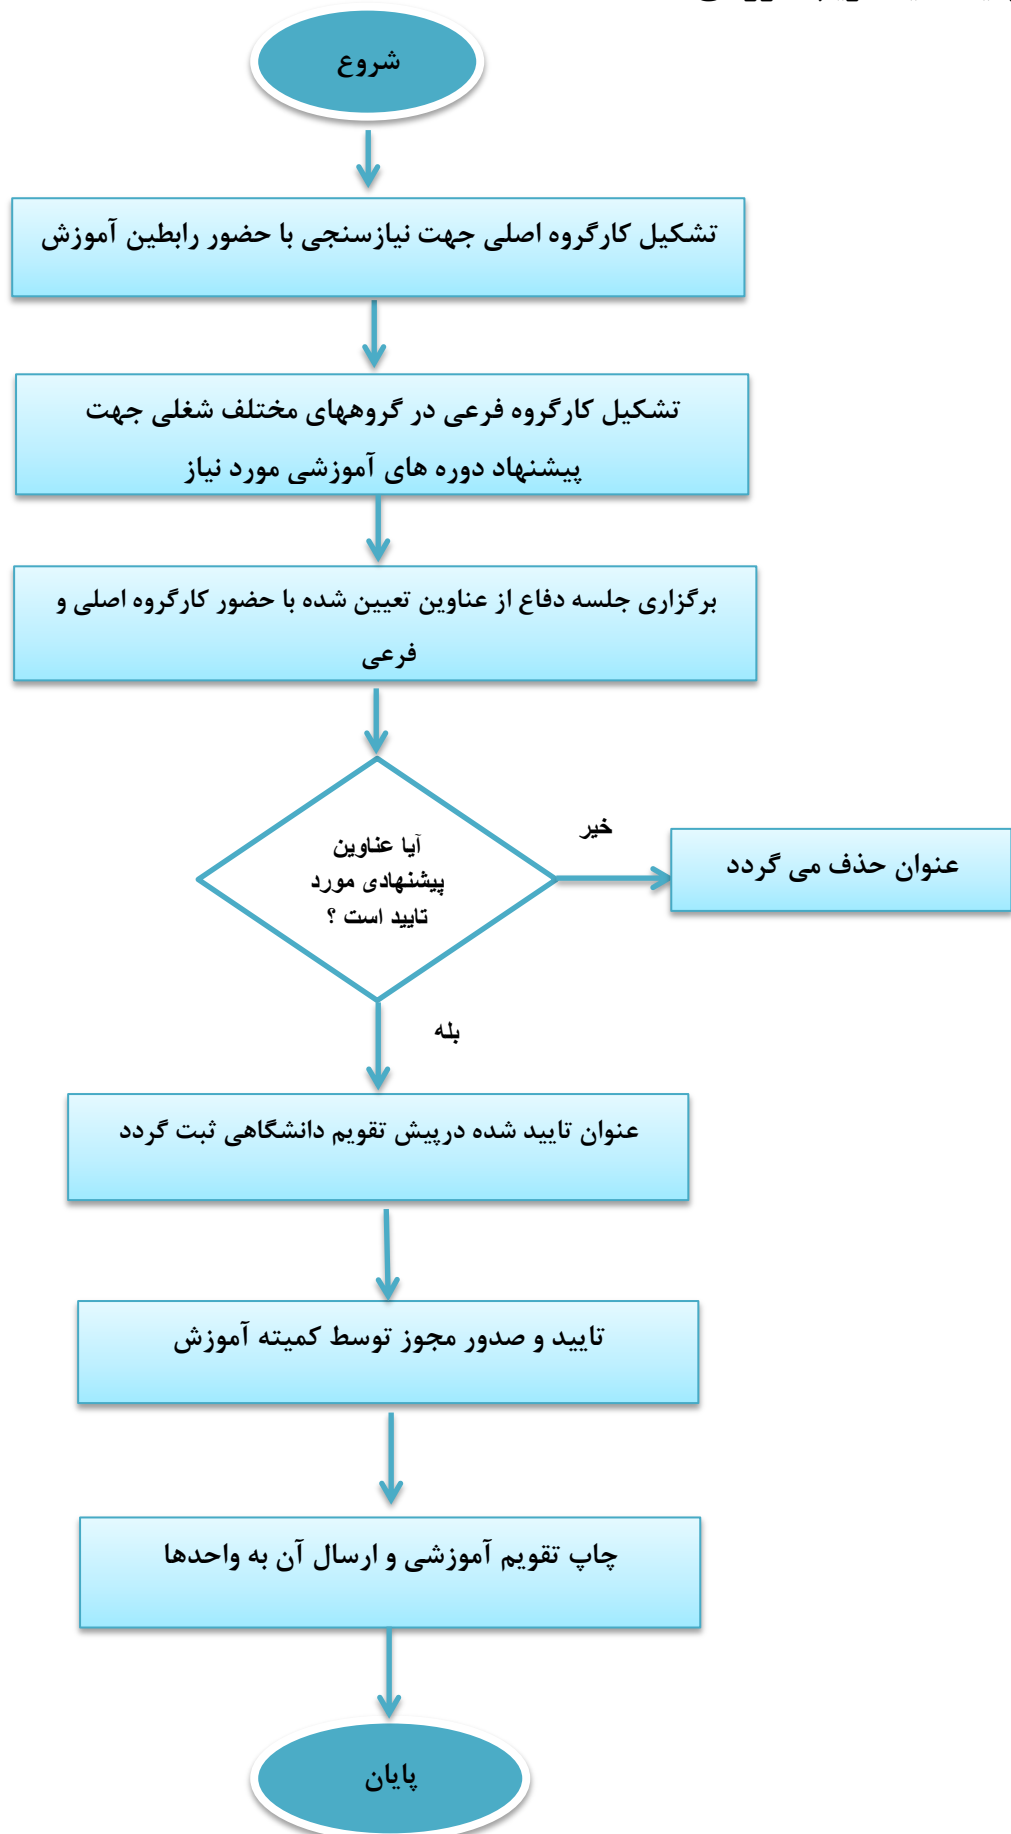 شروع
تشکیل کارگروه اصلی جهت نیازسنجی با حضور رابطین آموزش
تشکیل کارگروه فرعی در گروههای مختلف شغلی جهت
پیشنهاد دوره های آموزشی مورد نیاز
برگزاری جلسه دفاع از عناوین تعیین شده با حضور کارگروه اصلی و
فرعی
آیا عناوین
پیشنهادی مورد
تایید است ؟
خیر
عنوان حذف می گردد
بله
عنوان تایید شده درپیش تقویم دانشگاهی ثبت گردد
تایید و صدور مجوز توسط کمیته آموزش
چاپ تقویم آموزشی و ارسال آن به واحدها
پایان